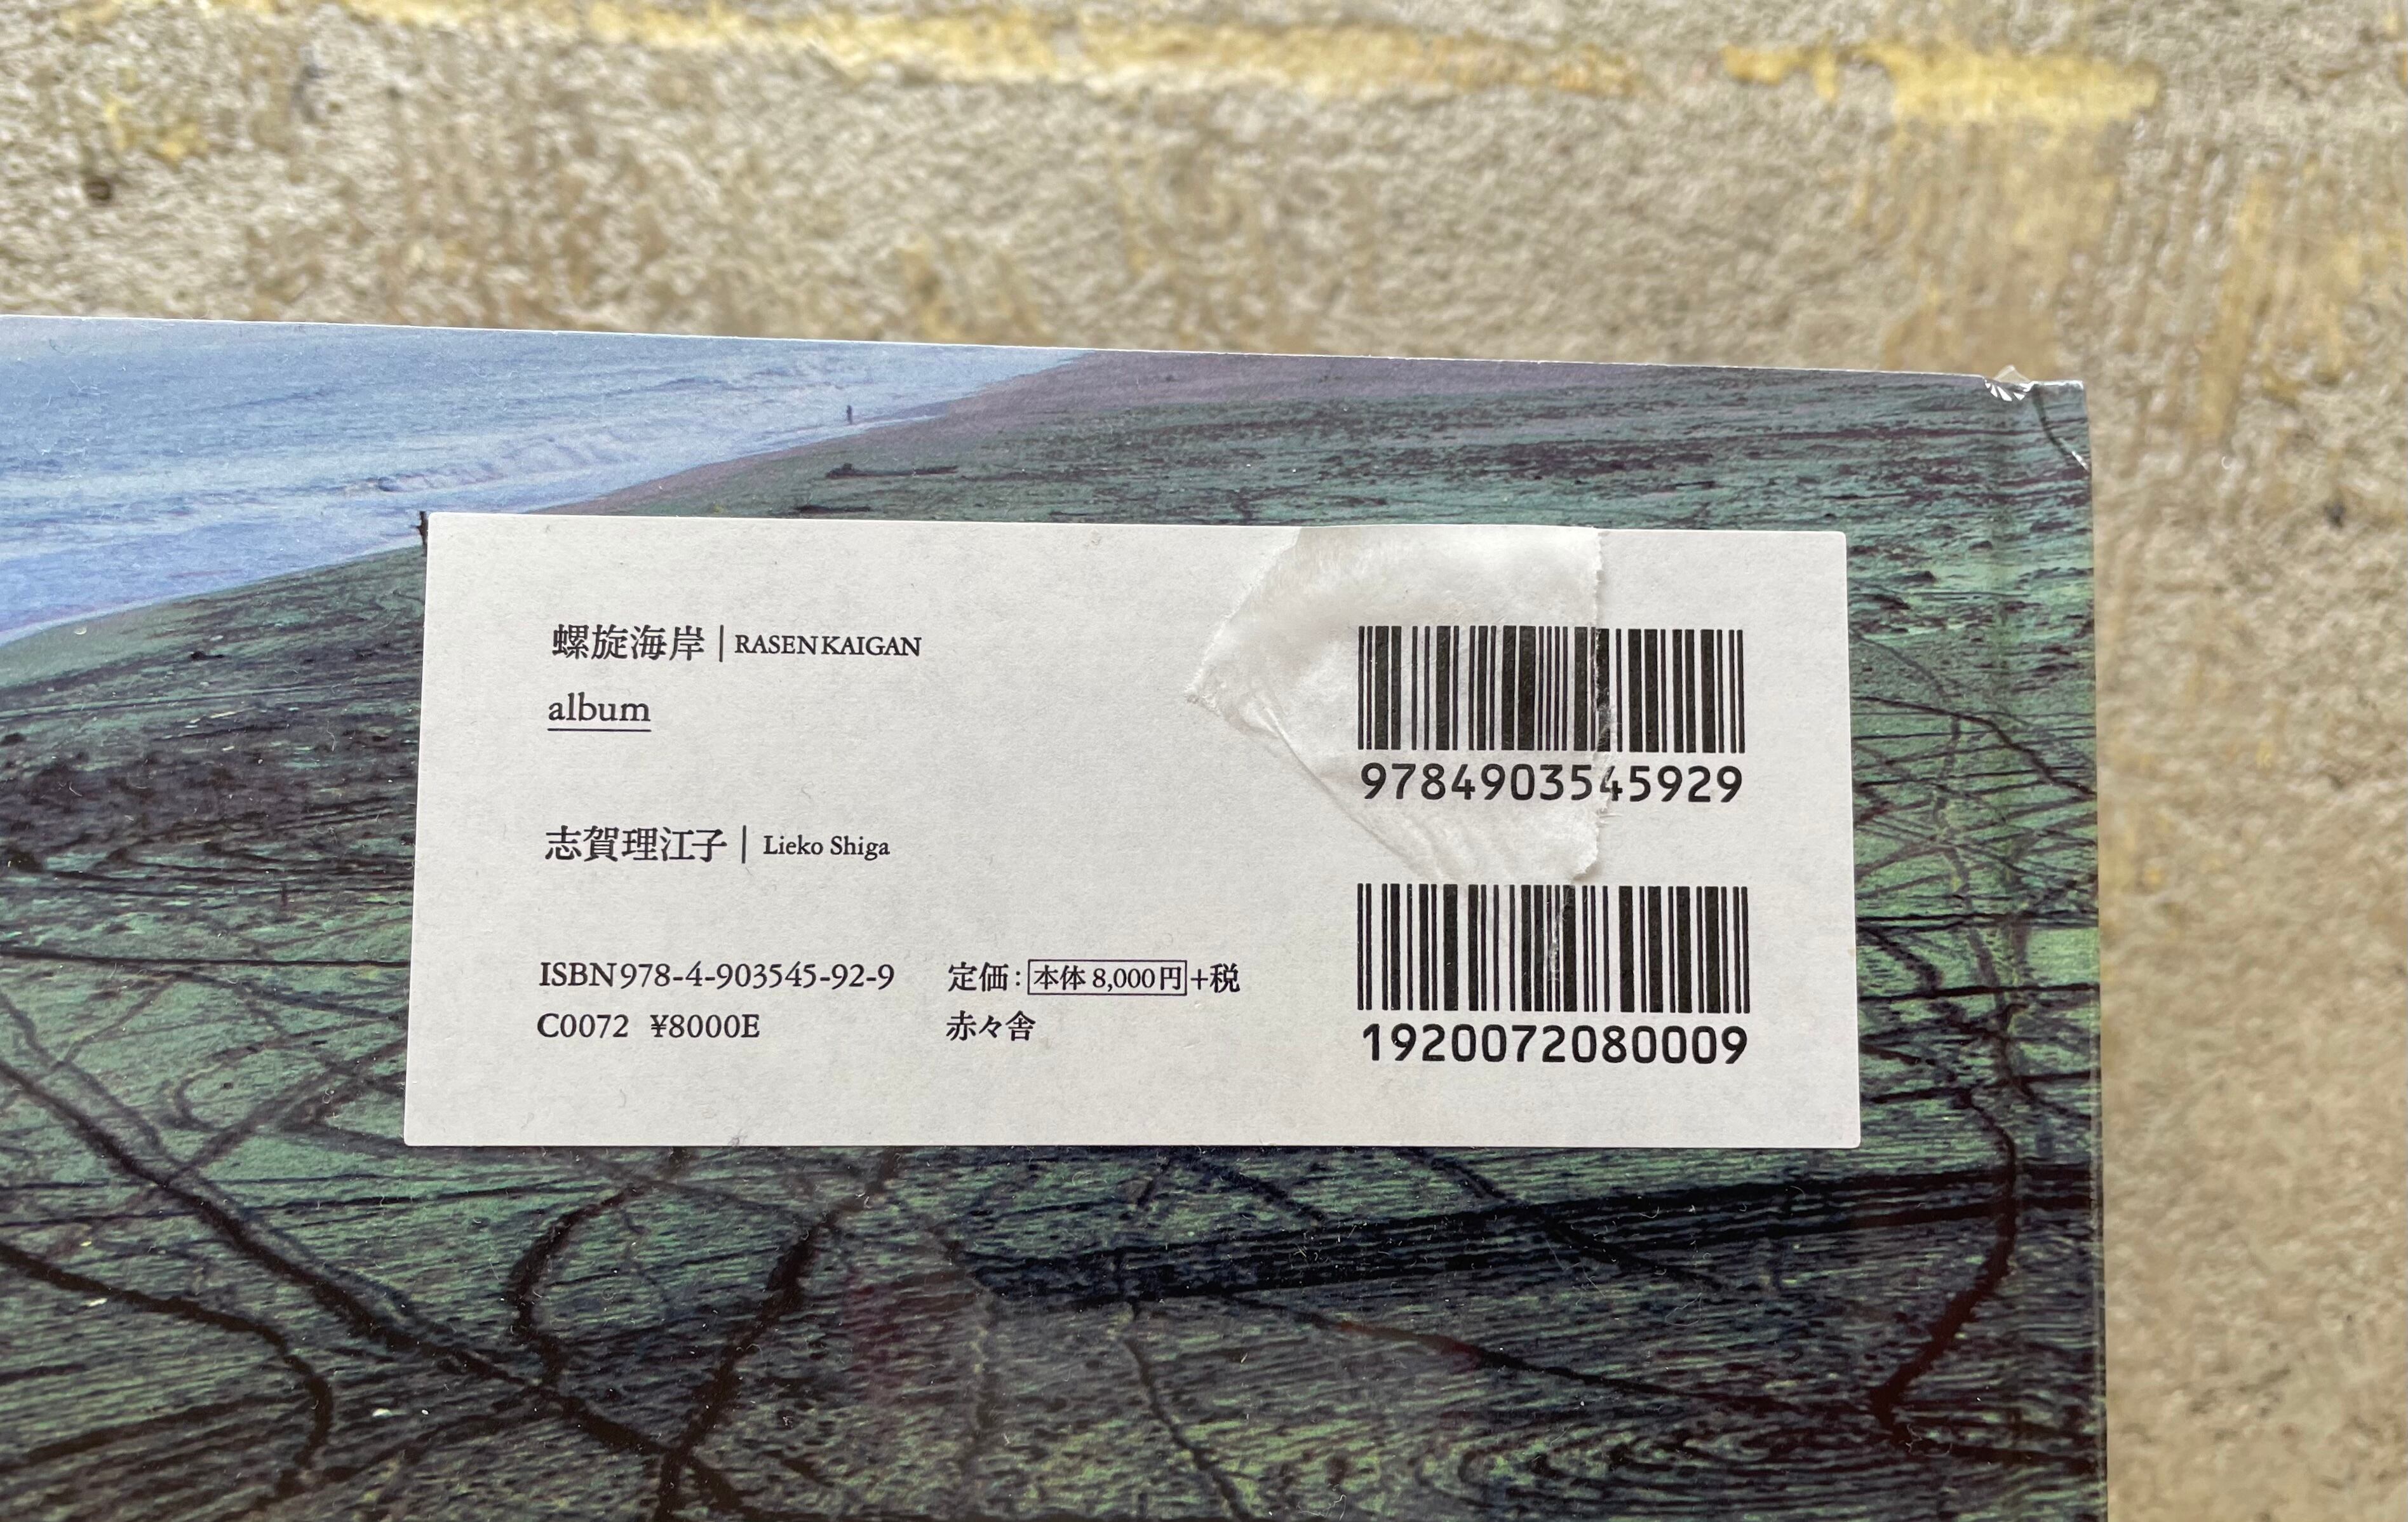 螺旋海岸 | RASEN KAIGAN
album
志賀理江子 | Lieko Shiga
ISBN978-4-903545-92-9
C0072 ¥8000E
定価:本体8,000円+税
赤々舎
9784903545929
1920072080009